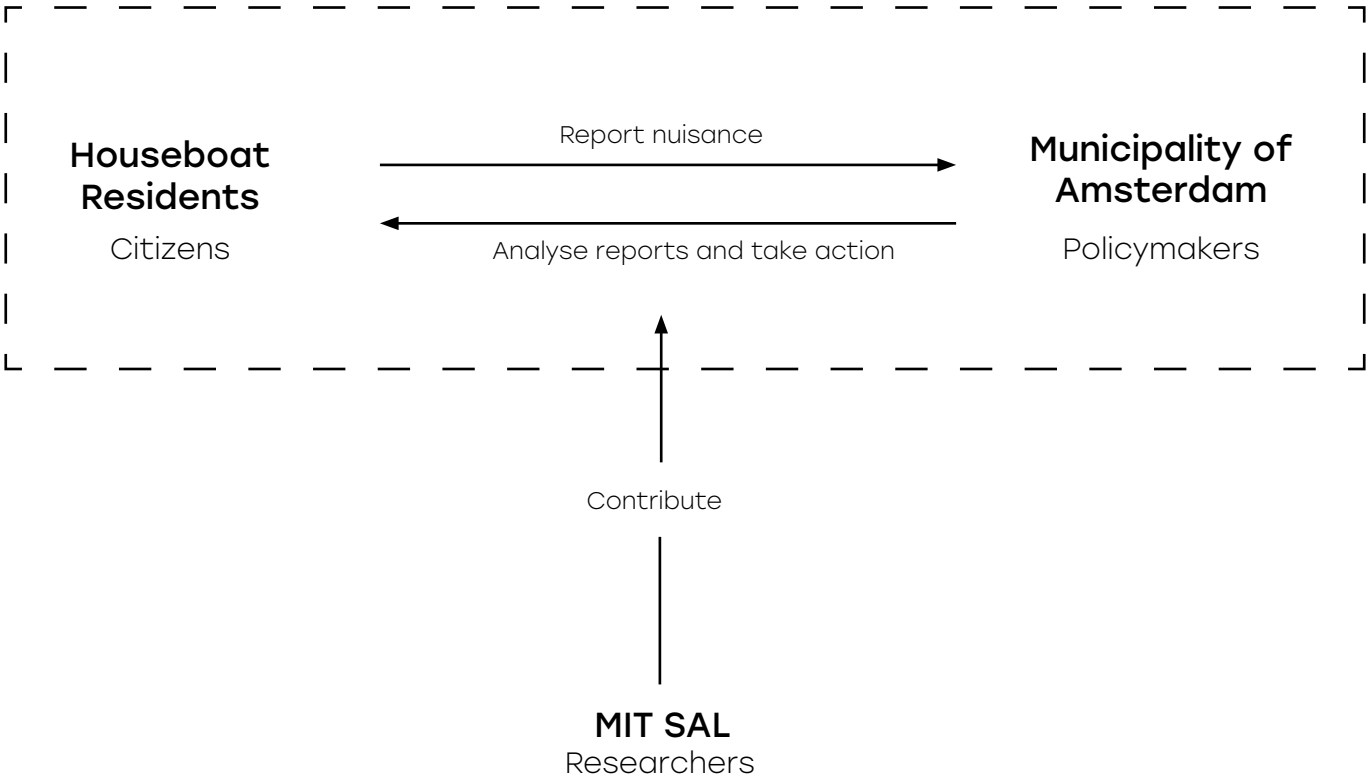 Report nuisance
Houseboat
Residents
Citizens
Municipality of
Amsterdam
Policymakers
Analyse reports and take action
Contribute
MIT SAL
Researchers